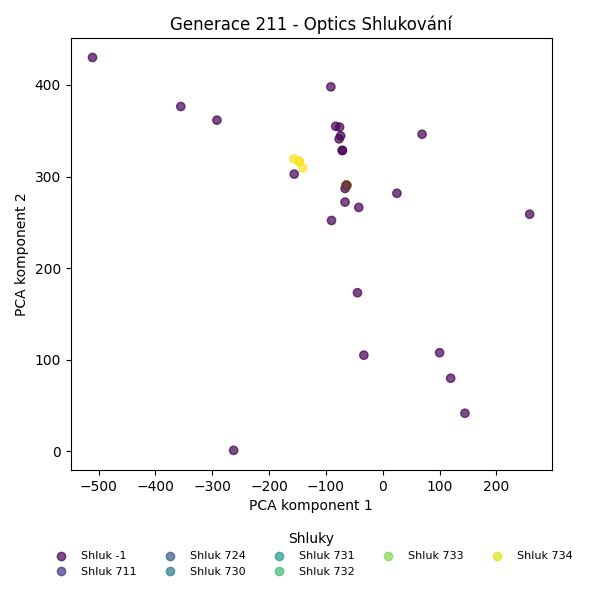 Generace 211 - Optics Shlukování
PCA komponent 2
400
300
200
100
0
−500 −400 −300 −200 −100 0 100 200
PCA komponent 1
Shluky
Shluk -1 Shluk 724 Shluk 731 Shluk 733 Shluk 734
Shluk 711 Shluk 730 Shluk 732